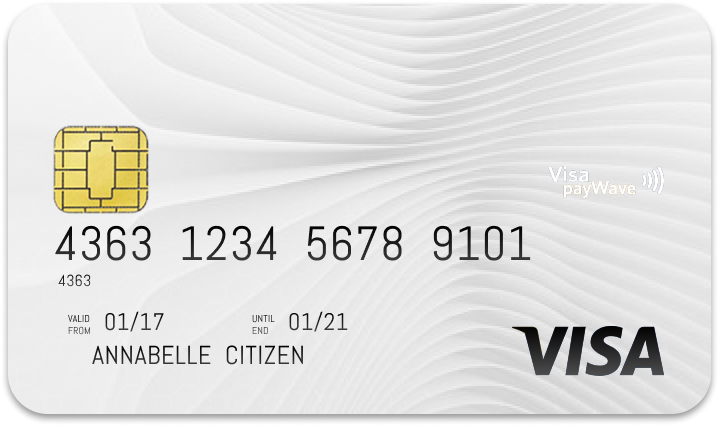 Visa
payWave
4363 1234 5678 9101
4363
VALID
FROM 01/17
UNTIL
END 01/21
ANNABELLE CITIZEN
VISA